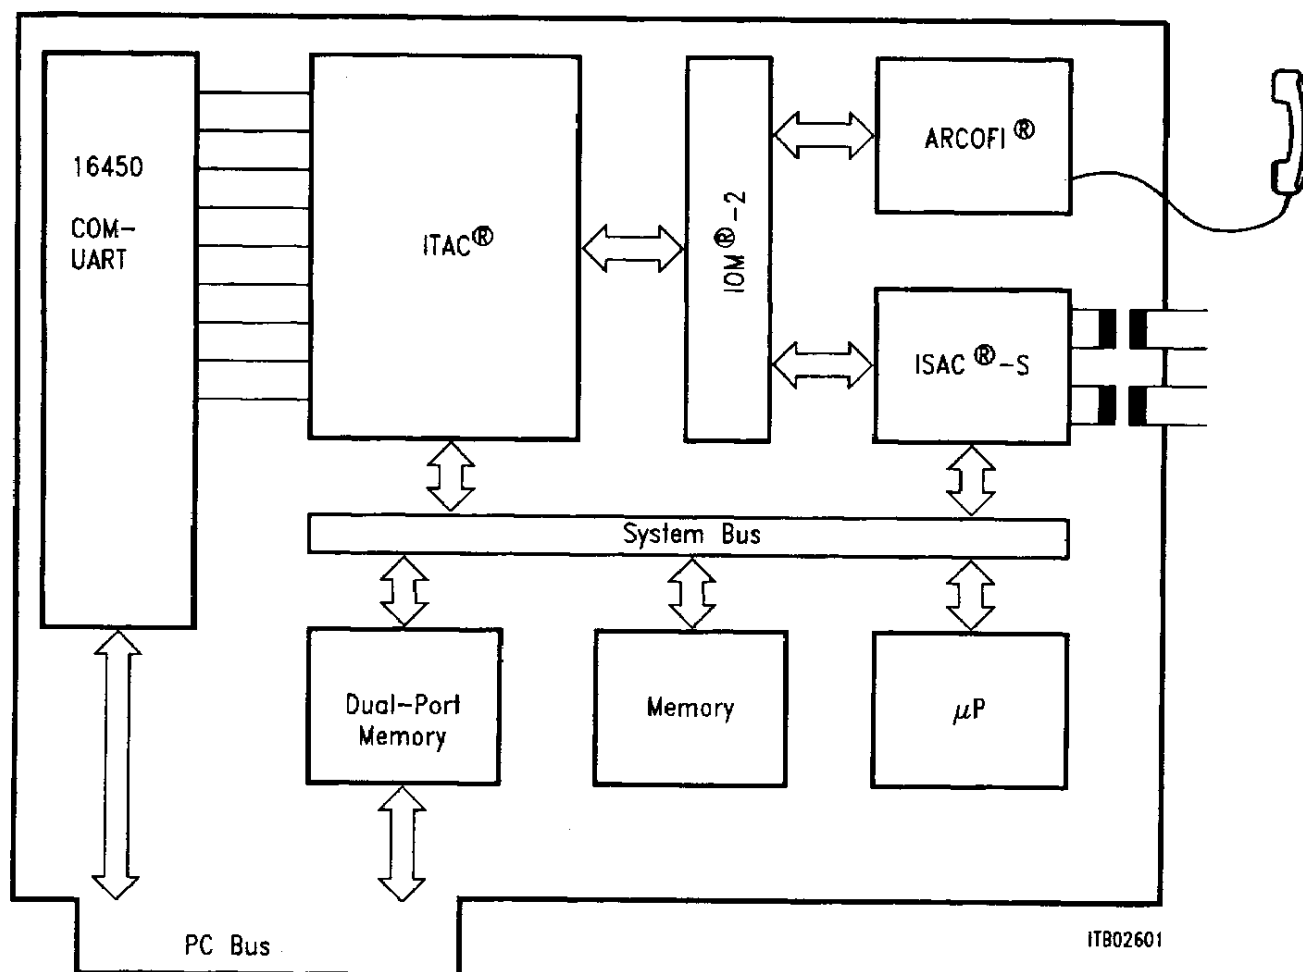 16450
COM-
UART
ITAC®
IOM®-2
ARCOFI®
ISAC®-S
System Bus
Dual-Port
Memory
Memory
μP
PC Bus
ITB02601